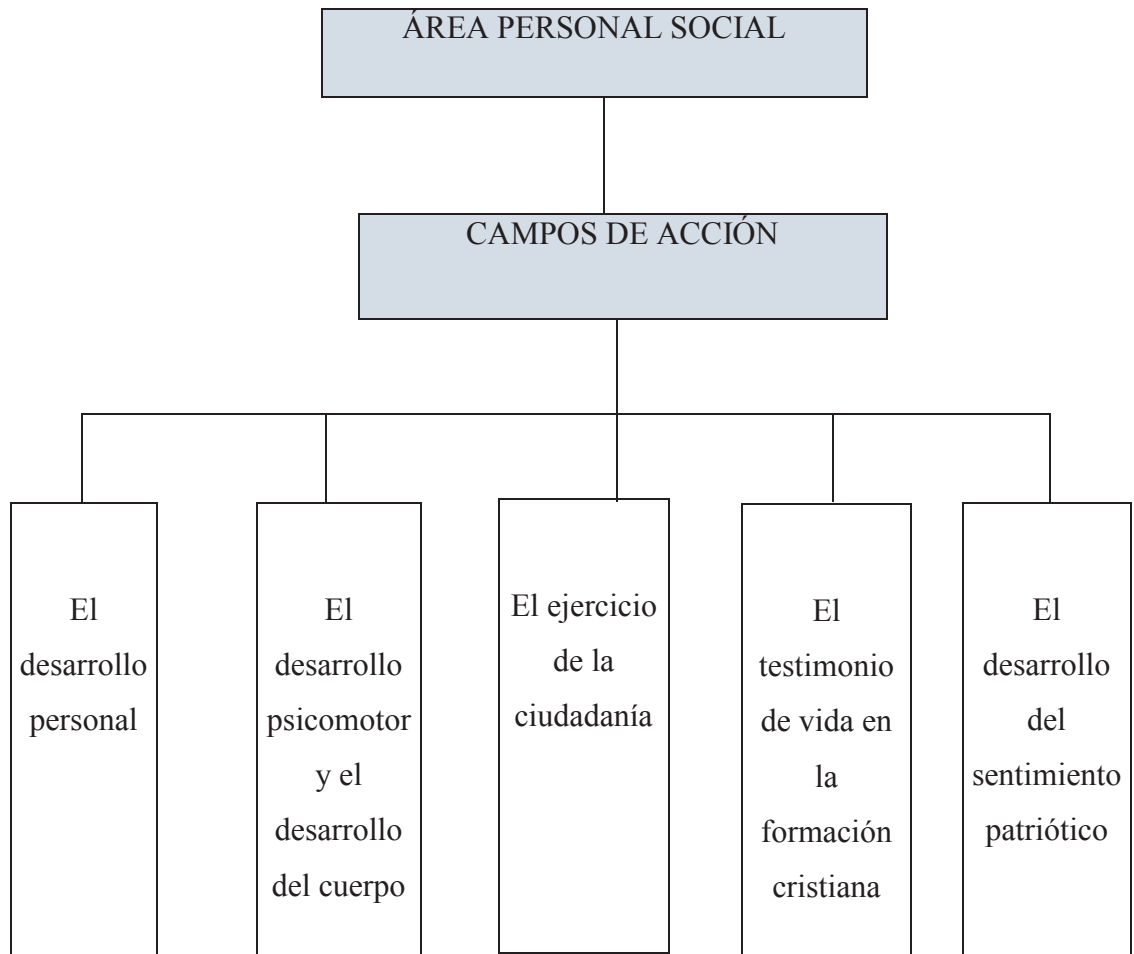 ÁREA PERSONAL SOCIAL
CAMPOS DE ACCIÓN
El
desarrollo
personal
El
desarrollo
psicomotor
y el
desarrollo
del cuerpo
El ejercicio
de la
ciudadanía
El
testimonio
de vida en
la
formación
cristiana
El
desarrollo
del
sentimiento
patriótico